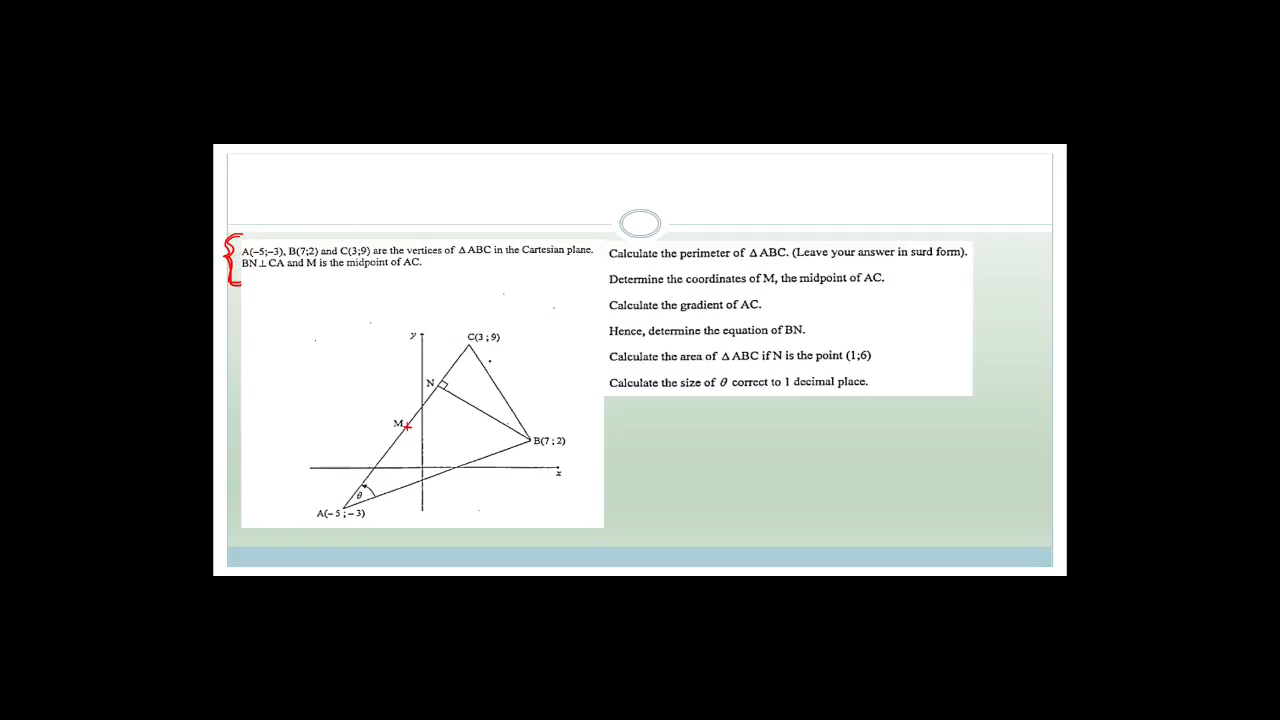 A(−5;−3), B(7;2) and C(3;9) are the vertices of △ABC in the Cartesian plane.
BN⊥CA and M is the midpoint of AC.
Calculate the perimeter of △ABC. (Leave your answer in surd form).
Determine the coordinates of M, the midpoint of AC.
Calculate the gradient of AC.
Hence, determine the equation of BN.
Calculate the area of △ABC if N is the point (1;6)
Calculate the size of θ correct to 1 decimal place.
y
C(3 ; 9)
N
M
B(7 ; 2)
x
θ
A(− 5 ; − 3)